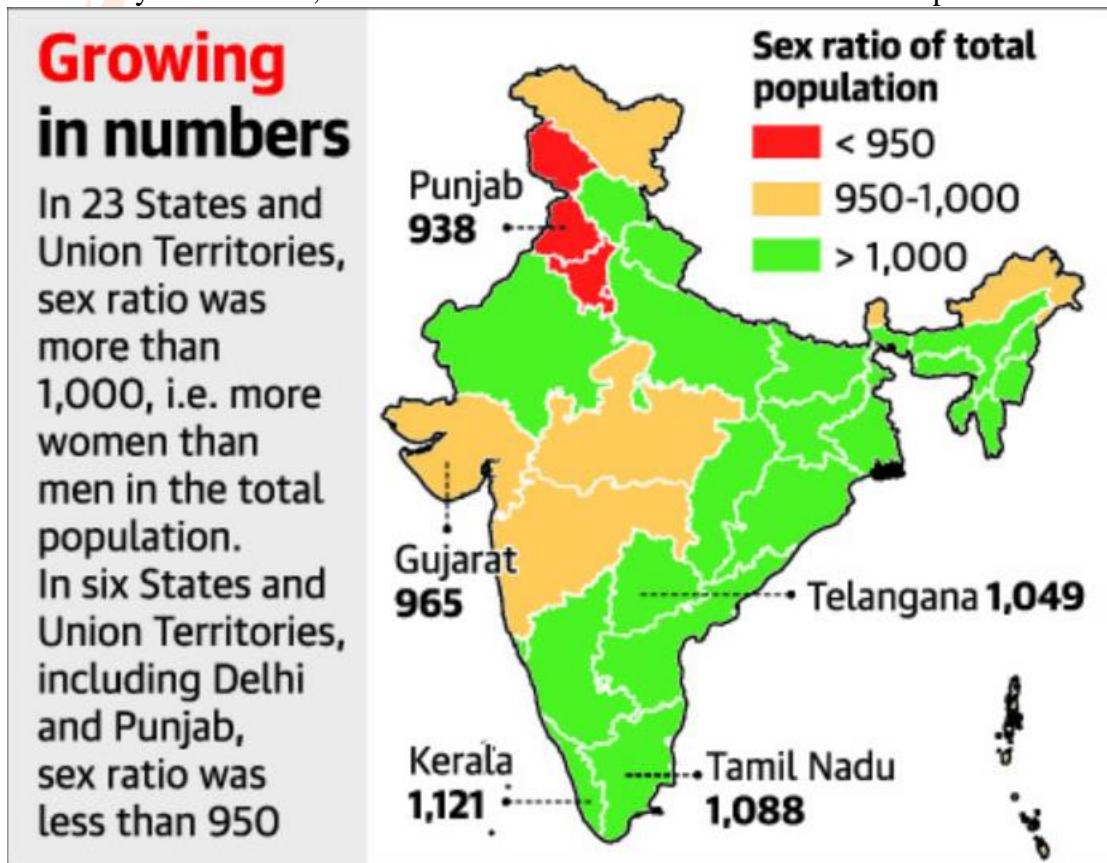 Growing
in numbers
In 23 States and
Union Territories,
sex ratio was
more than
1,000, i.e. more
women than
men in the total
population.
In six States and
Union Territories,
including Delhi
and Punjab,
sex ratio was
less than 950
Sex ratio of total
population
< 950
950-1,000
> 1,000
Punjab
938
Gujarat
965
Telangana 1,049
Kerala
1,121
Tamil Nadu
1,088